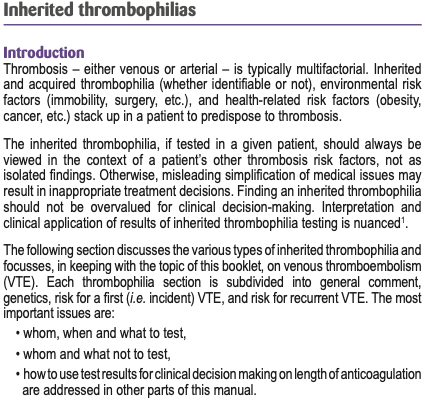 Inherited thrombophilias
Introduction
Thrombosis – either venous or arterial – is typically multifactorial. Inherited
and acquired thrombophilia (whether identifiable or not), environmental risk
factors (immobility, surgery, etc.), and health-related risk factors (obesity,
cancer, etc.) stack up in a patient to predispose to thrombosis.
The inherited thrombophilia, if tested in a given patient, should always be
viewed in the context of a patient's other thrombosis risk factors, not as
isolated findings. Otherwise, misleading simplification of medical issues may
result in inappropriate treatment decisions. Finding an inherited thrombophilia
should not be overvalued for clinical decision-making. Interpretation and
clinical application of results of inherited thrombophilia testing is nuanced¹.
The following section discusses the various types of inherited thrombophilia and
focusses, in keeping with the topic of this booklet, on venous thromboembolism
(VTE). Each thrombophilia section is subdivided into general comment,
genetics, risk for a first (i.e. incident) VTE, and risk for recurrent VTE. The most
important issues are:
• whom, when and what to test,
• whom and what not to test,
• how to use test results for clinical decision making on length of anticoagulation
are addressed in other parts of this manual.